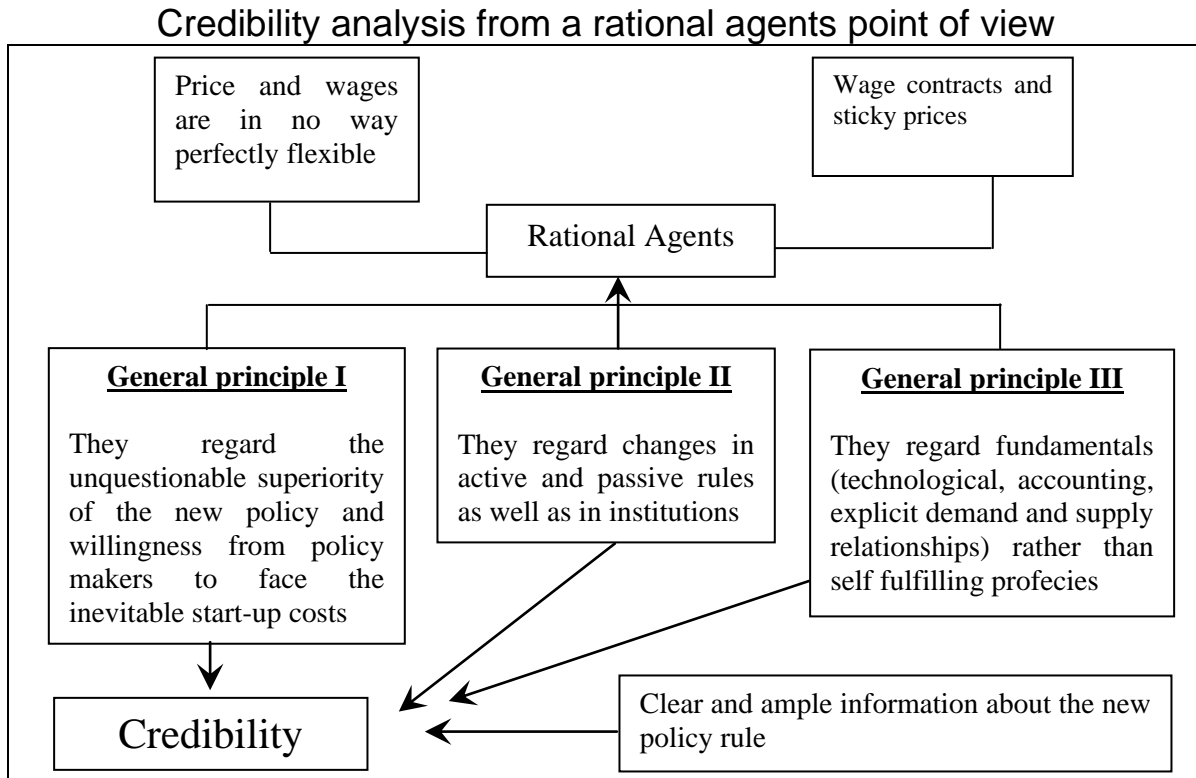 Credibility analysis from a rational agents point of view
Price and wages
are in no way
perfectly flexible
Wage contracts and
sticky prices
Rational Agents
General principle I
They regard the
unquestionable superiority
of the new policy and
willingness from policy
makers to face the
inevitable start-up costs
General principle II
They regard changes in
active and passive rules
as well as in institutions
General principle III
They regard fundamentals
(technological, accounting,
explicit demand and supply
relationships) rather than
self fulfilling profecies
Credibility
Clear and ample information about the new
policy rule